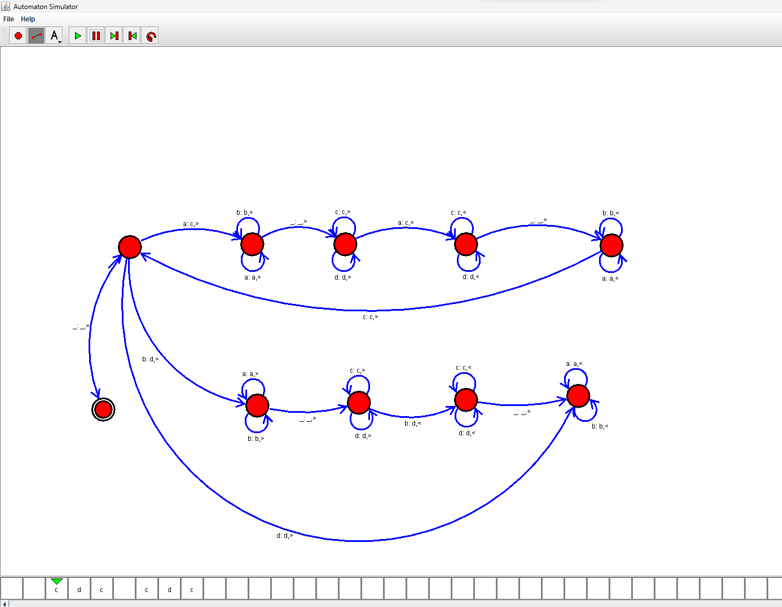 Automaton Simulator
File Help
A
b: b,> c: c,> c: c,< b: b,<
a: c,> _: _,> a: c,< _: _,<
a: a,> d: d,> d: d,< a: a,<
c: c,>
_: _,>
b: d,>
a: a,> c: c,> c: c,< a: a,<
_: _,> b: d,< _: _,<
b: b,> d: d,> d: d,< b: b,<
d: d,>
c d c c d c